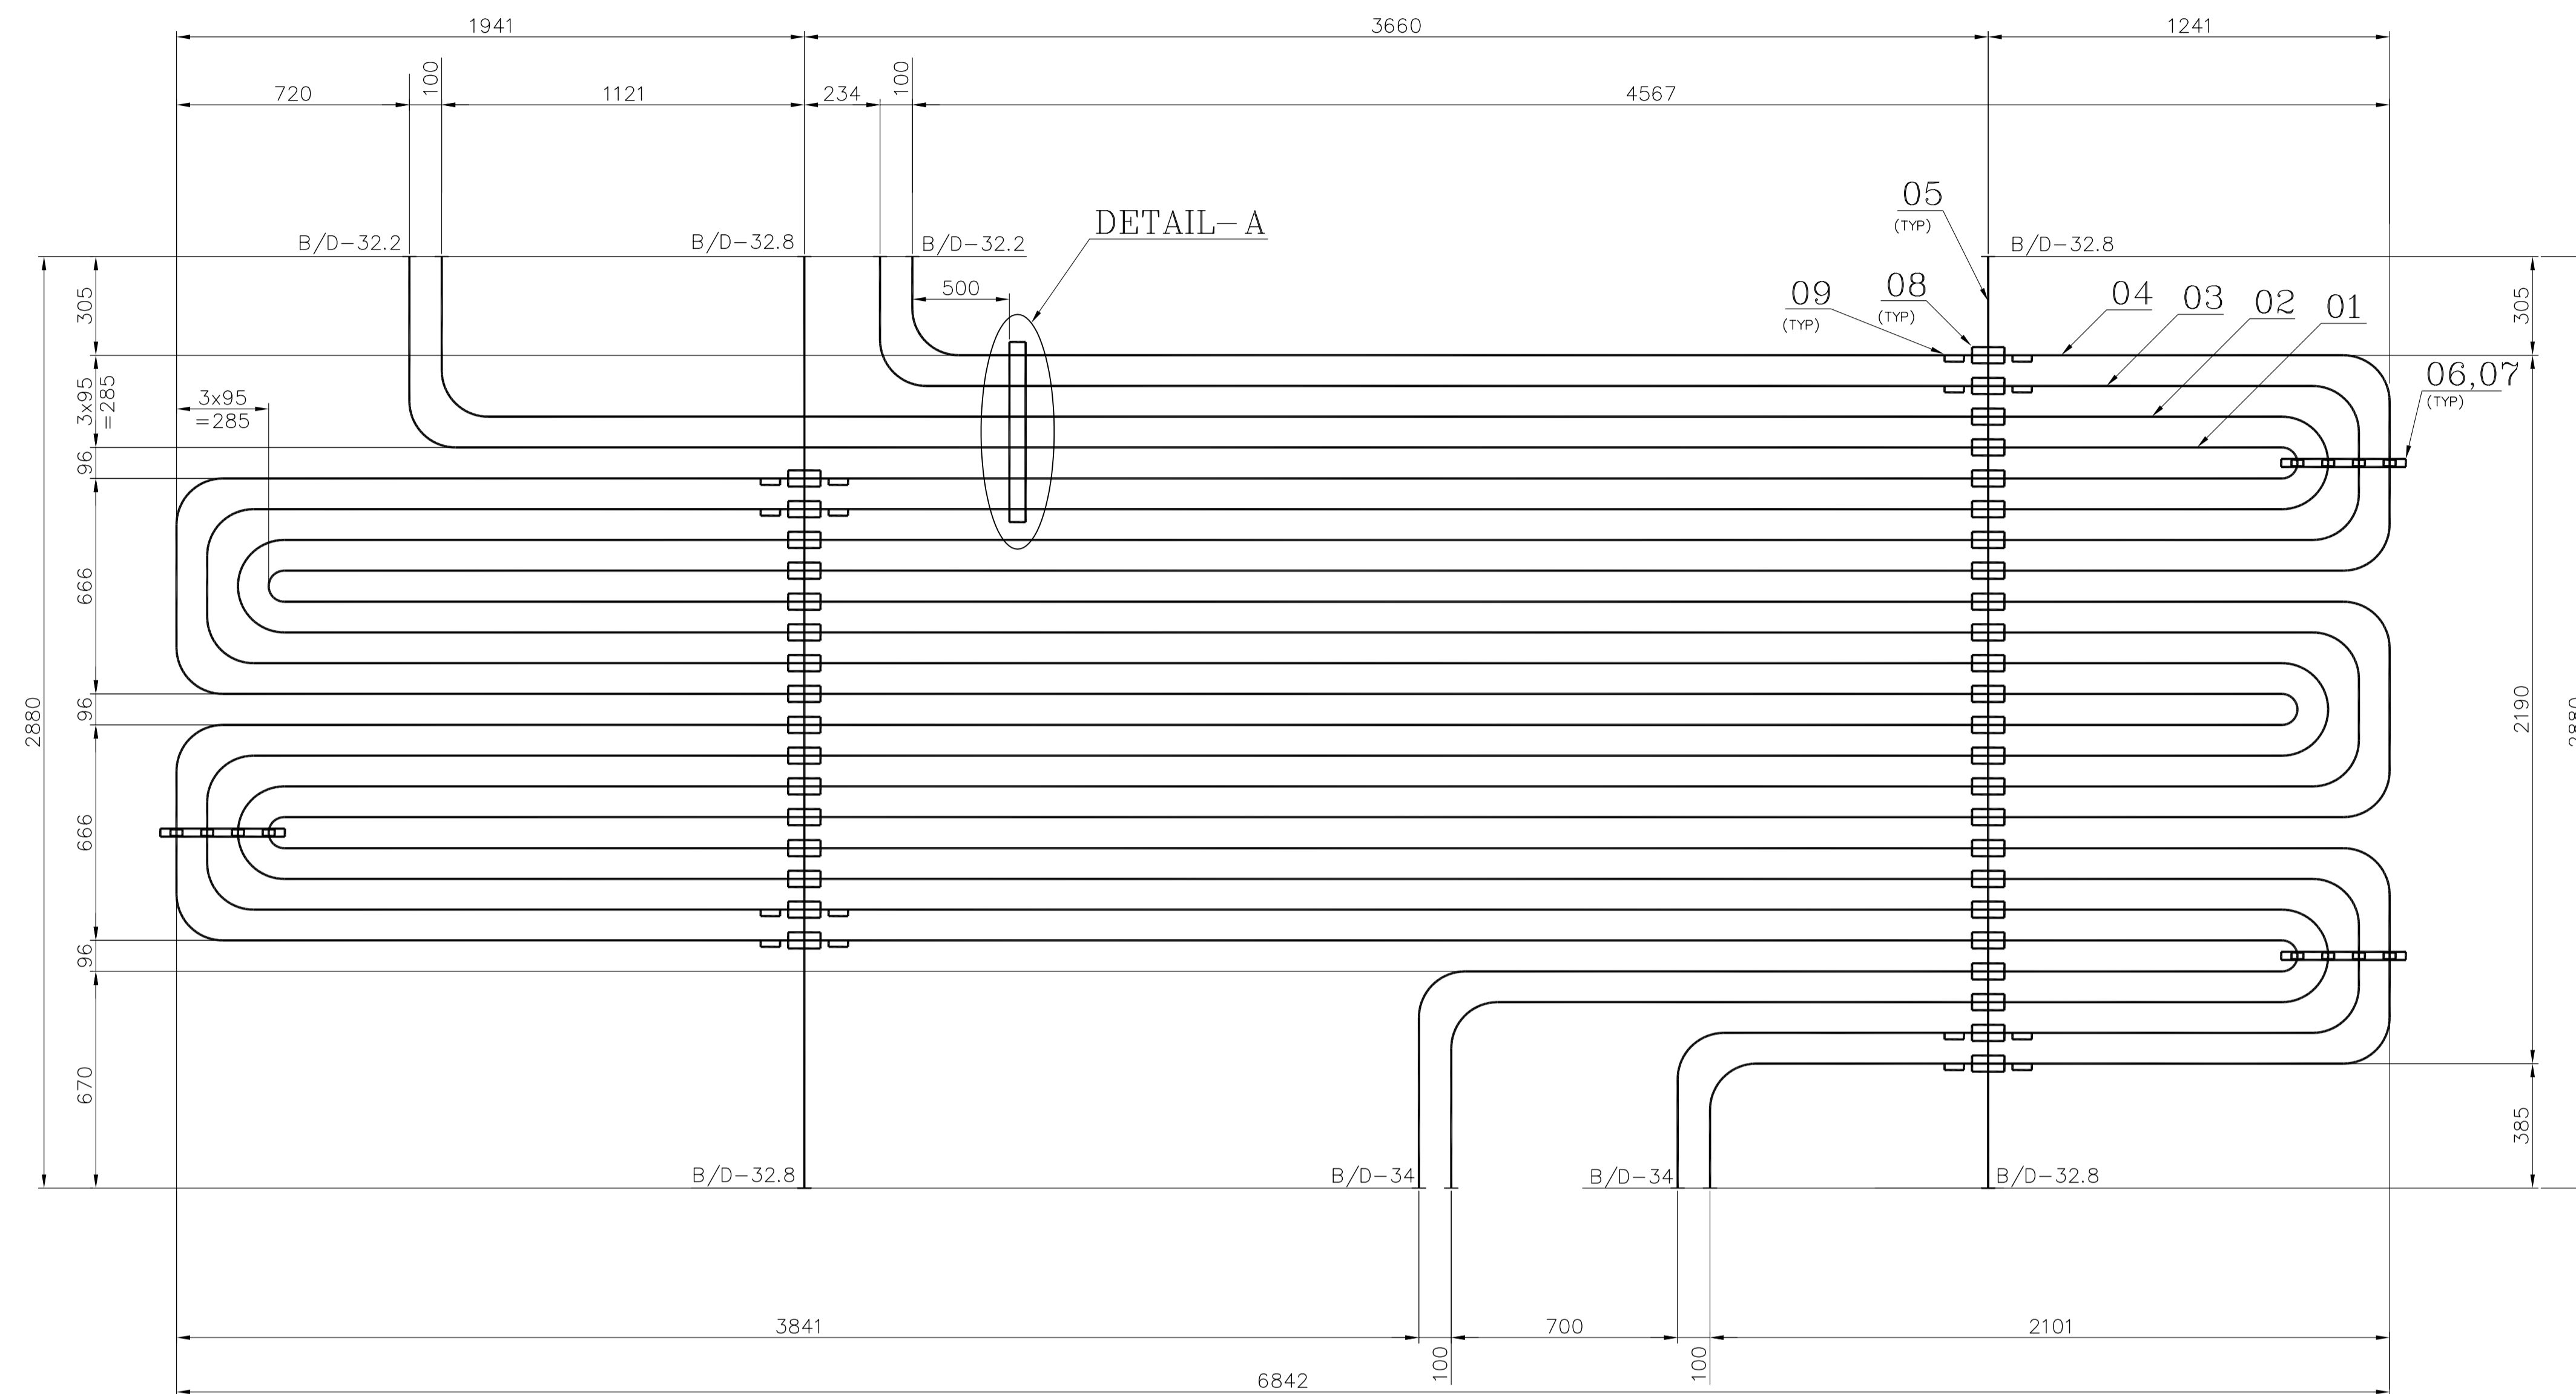 1941
3660
1241
720
100
1121
234
100
4567
05
(TYP)
DETAIL-A
B/D-32.2
B/D-32.8
B/D-32.2
B/D-32.8
500
09
(TYP)
08
(TYP)
04
03
02
01
305
305
3x95
=285
3x95
=285
06,07
(TYP)
96
666
96
2880
2190
2880
666
96
670
385
B/D-32.8
B/D-34
B/D-34
B/D-32.8
3841
700
2101
100
100
6842